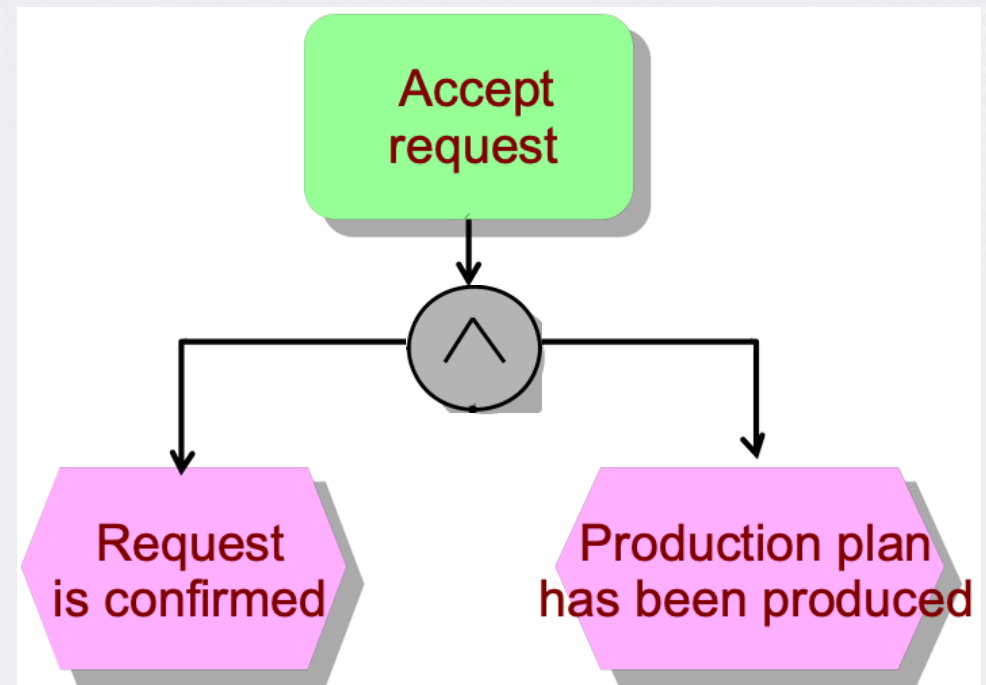 Accept
request
∧
Request
is confirmed
Production plan
has been produced